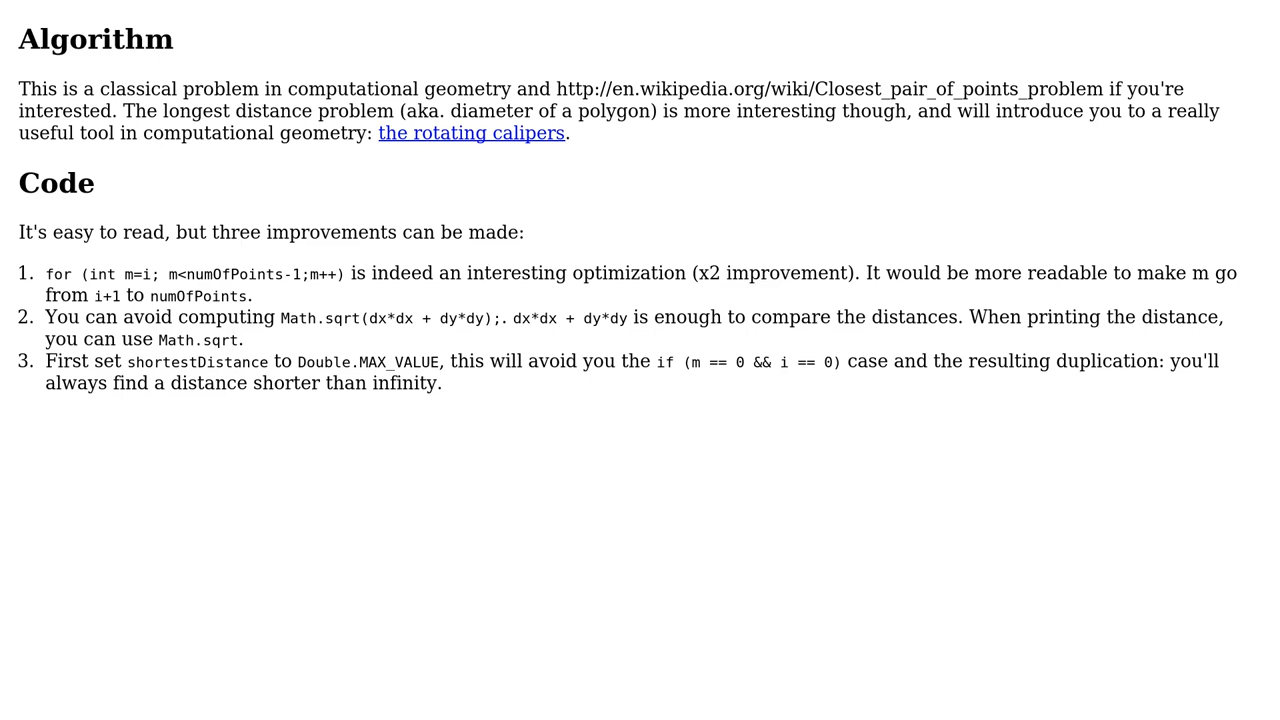 Algorithm
This is a classical problem in computational geometry and http://en.wikipedia.org/wiki/Closest_pair_of_points_problem if you're
interested. The longest distance problem (aka. diameter of a polygon) is more interesting though, and will introduce you to a really
useful tool in computational geometry: the rotating calipers.
Code
It's easy to read, but three improvements can be made:
1. for (int m=i; m<numOfPoints-1;m++) is indeed an interesting optimization (x2 improvement). It would be more readable to make m go
from i+1 to numOfPoints.
2. You can avoid computing Math.sqrt(dx*dx + dy*dy);. dx*dx + dy*dy is enough to compare the distances. When printing the distance,
you can use Math.sqrt.
3. First set shortestDistance to Double.MAX_VALUE, this will avoid you the if (m == 0 && i == 0) case and the resulting duplication: you'll
always find a distance shorter than infinity.